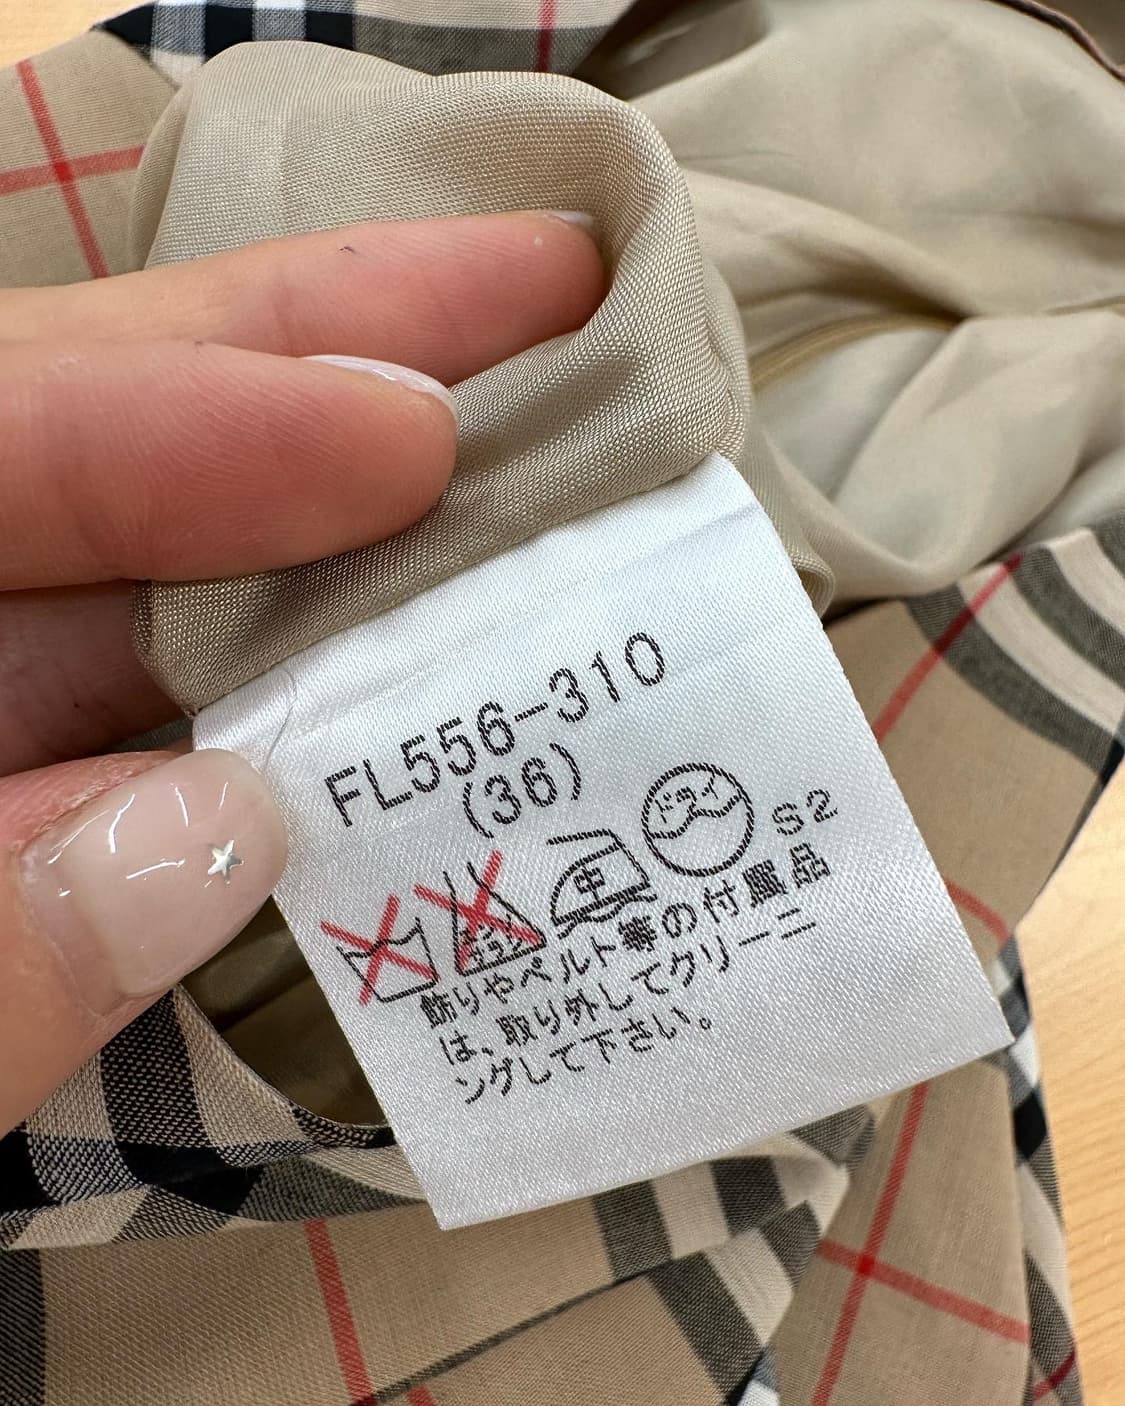 FL556-310
(36)
中 ドライ S2
飾りやベルト等の付属品
は、取り外してクリーニ
ングして下さい。